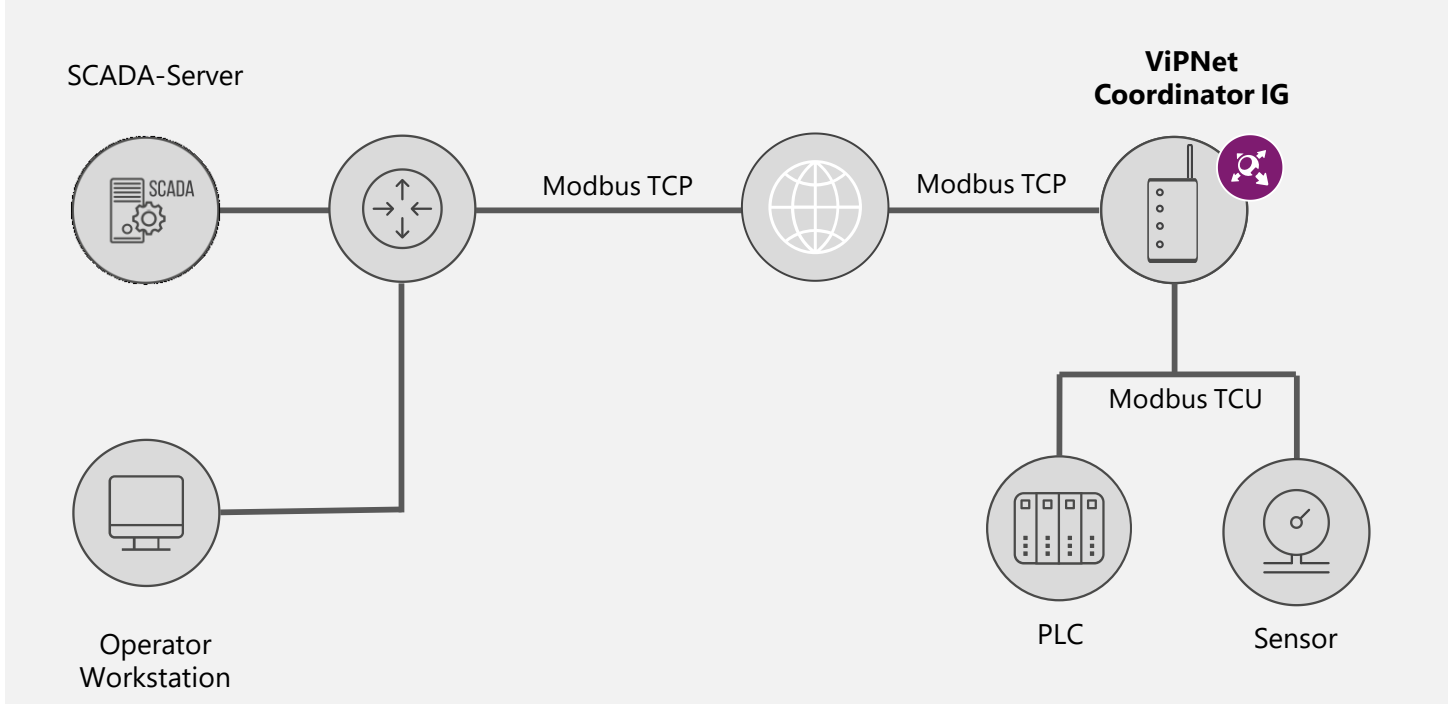 SCADA-Server
ViPNet
Coordinator IG
SCADA
Modbus TCP
Modbus TCP
Modbus TCU
PLC
Sensor
Operator
Workstation